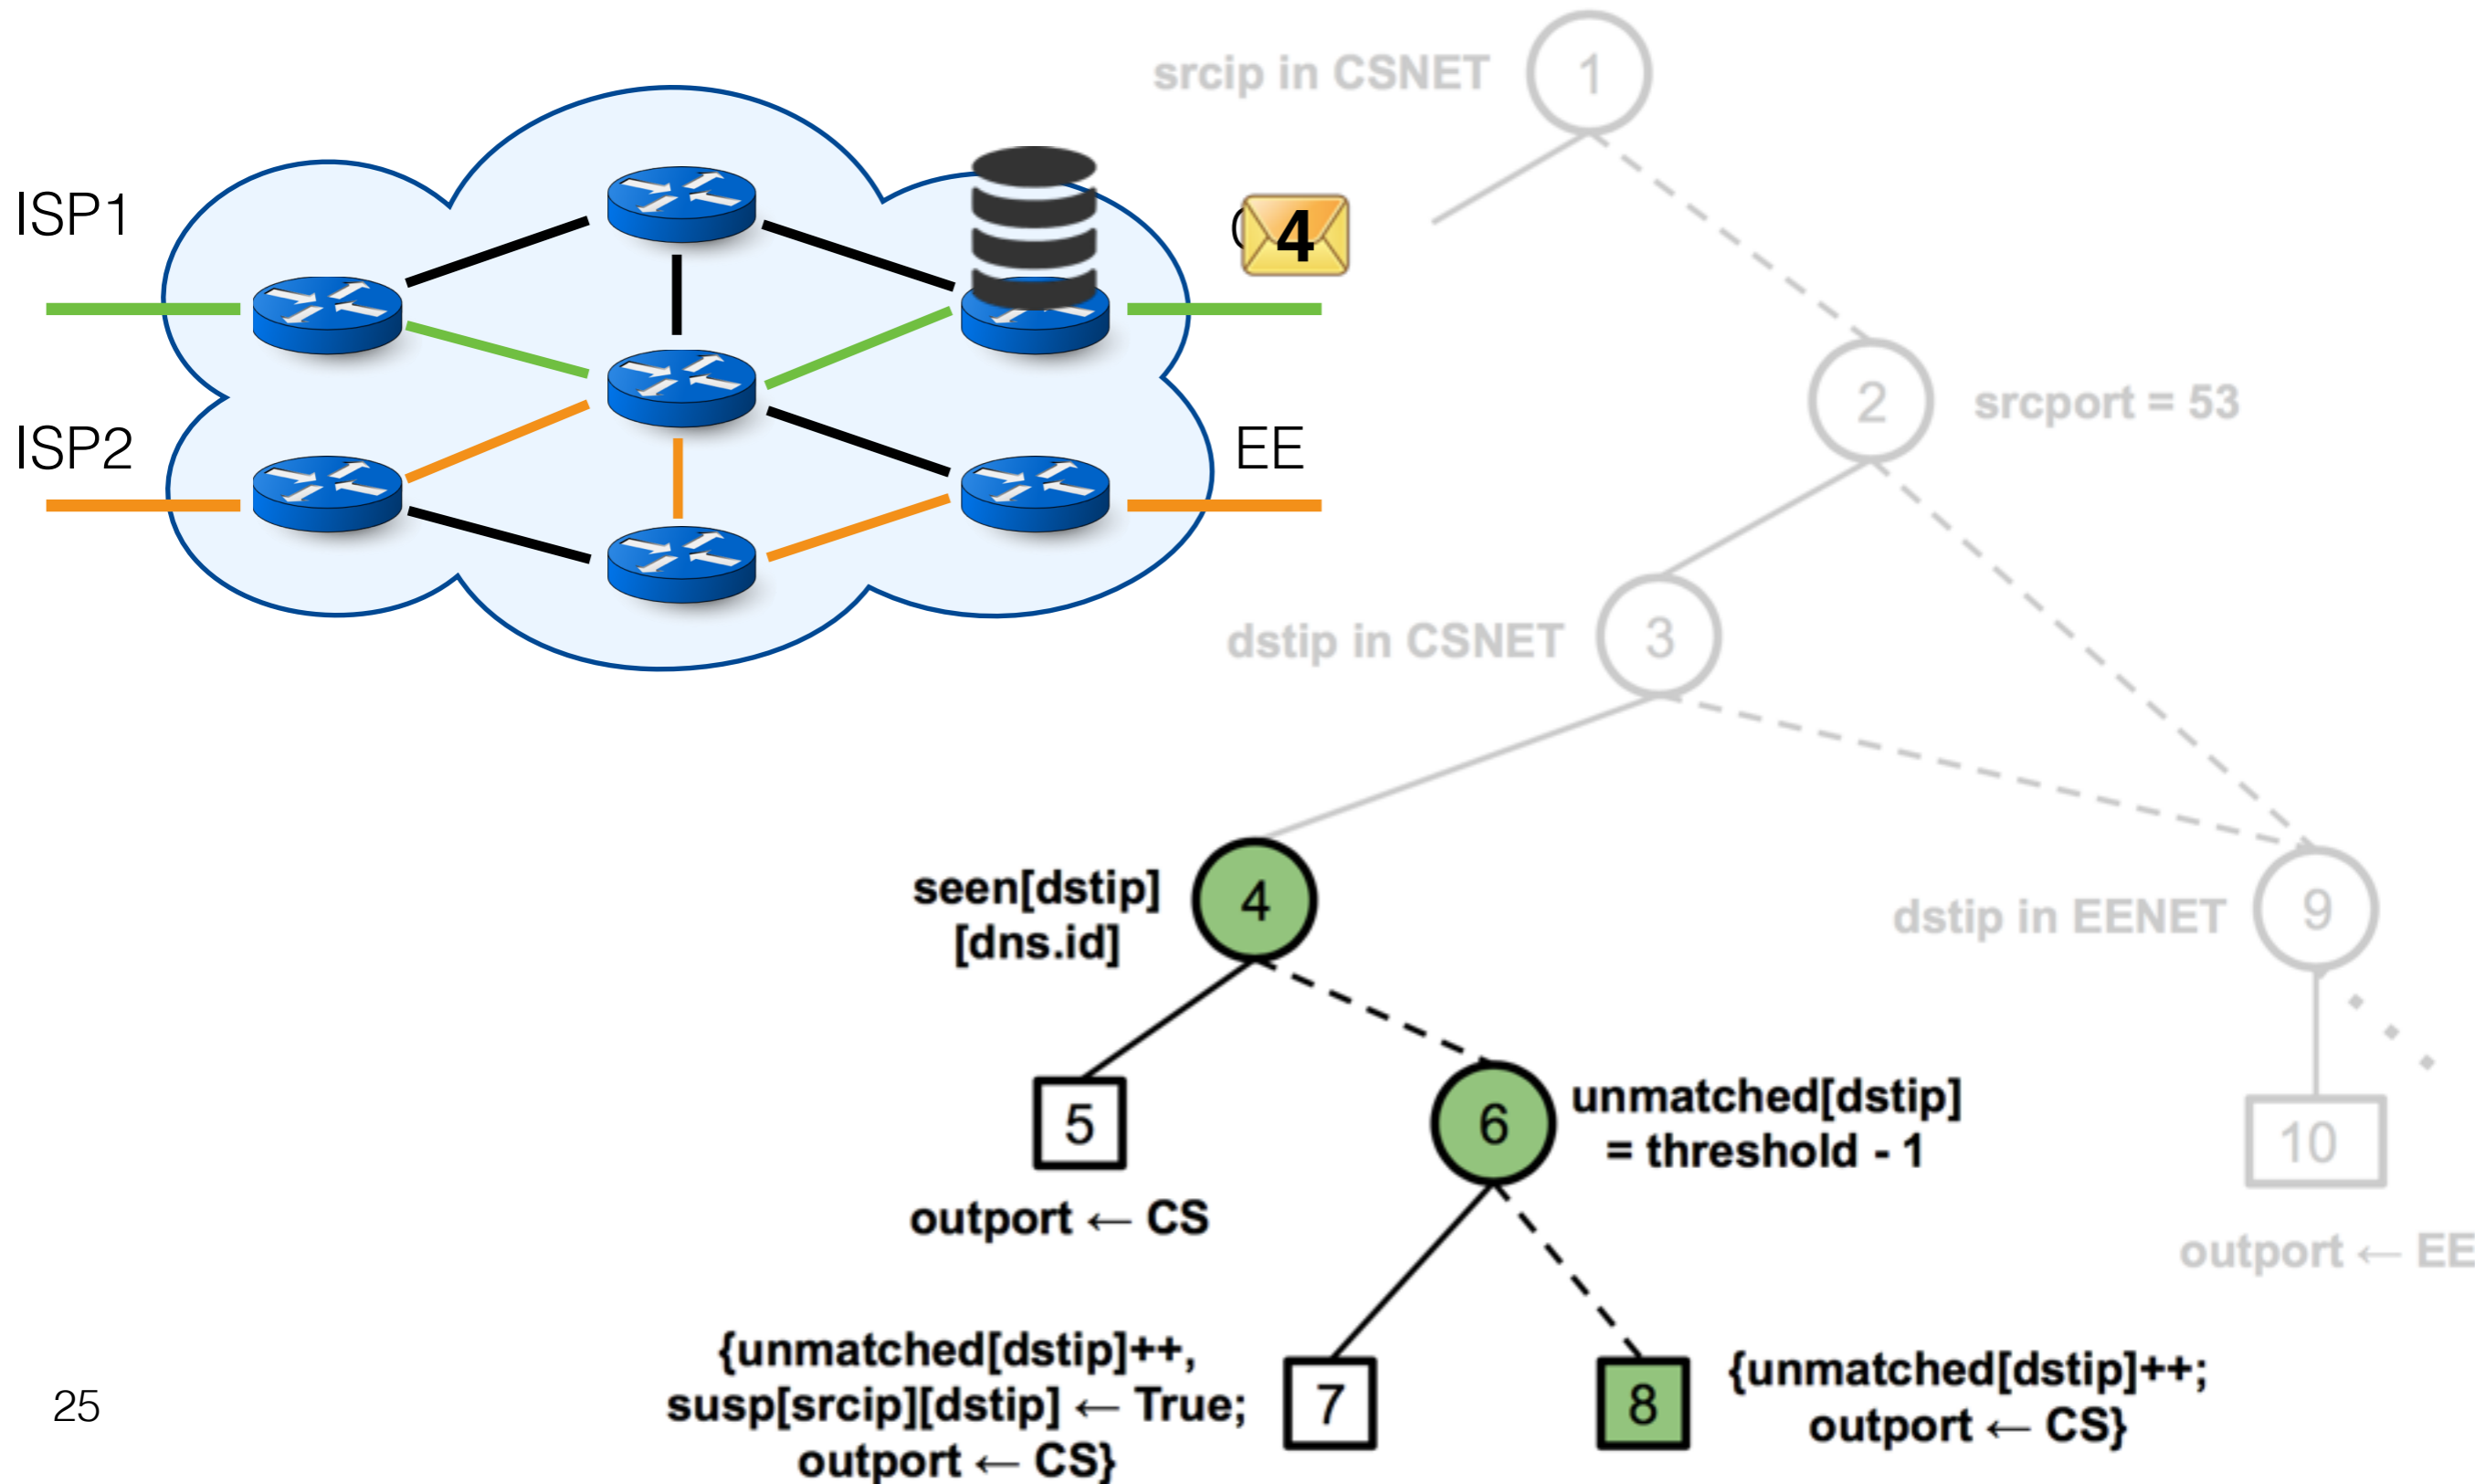 srcip in CSNET
1
ISP1
4
ISP2
EE
2
srcport = 53
3
dstip in CSNET
seen[dstip]
[dns.id]
4
dstip in EENET
9
5
outport ← CS
6
unmatched[dstip]
= threshold - 1
10
outport ← EE
{unmatched[dstip]++,
susp[srcip][dstip] ← True;
outport ← CS}
7
8
{unmatched[dstip]++;
outport ← CS}
25